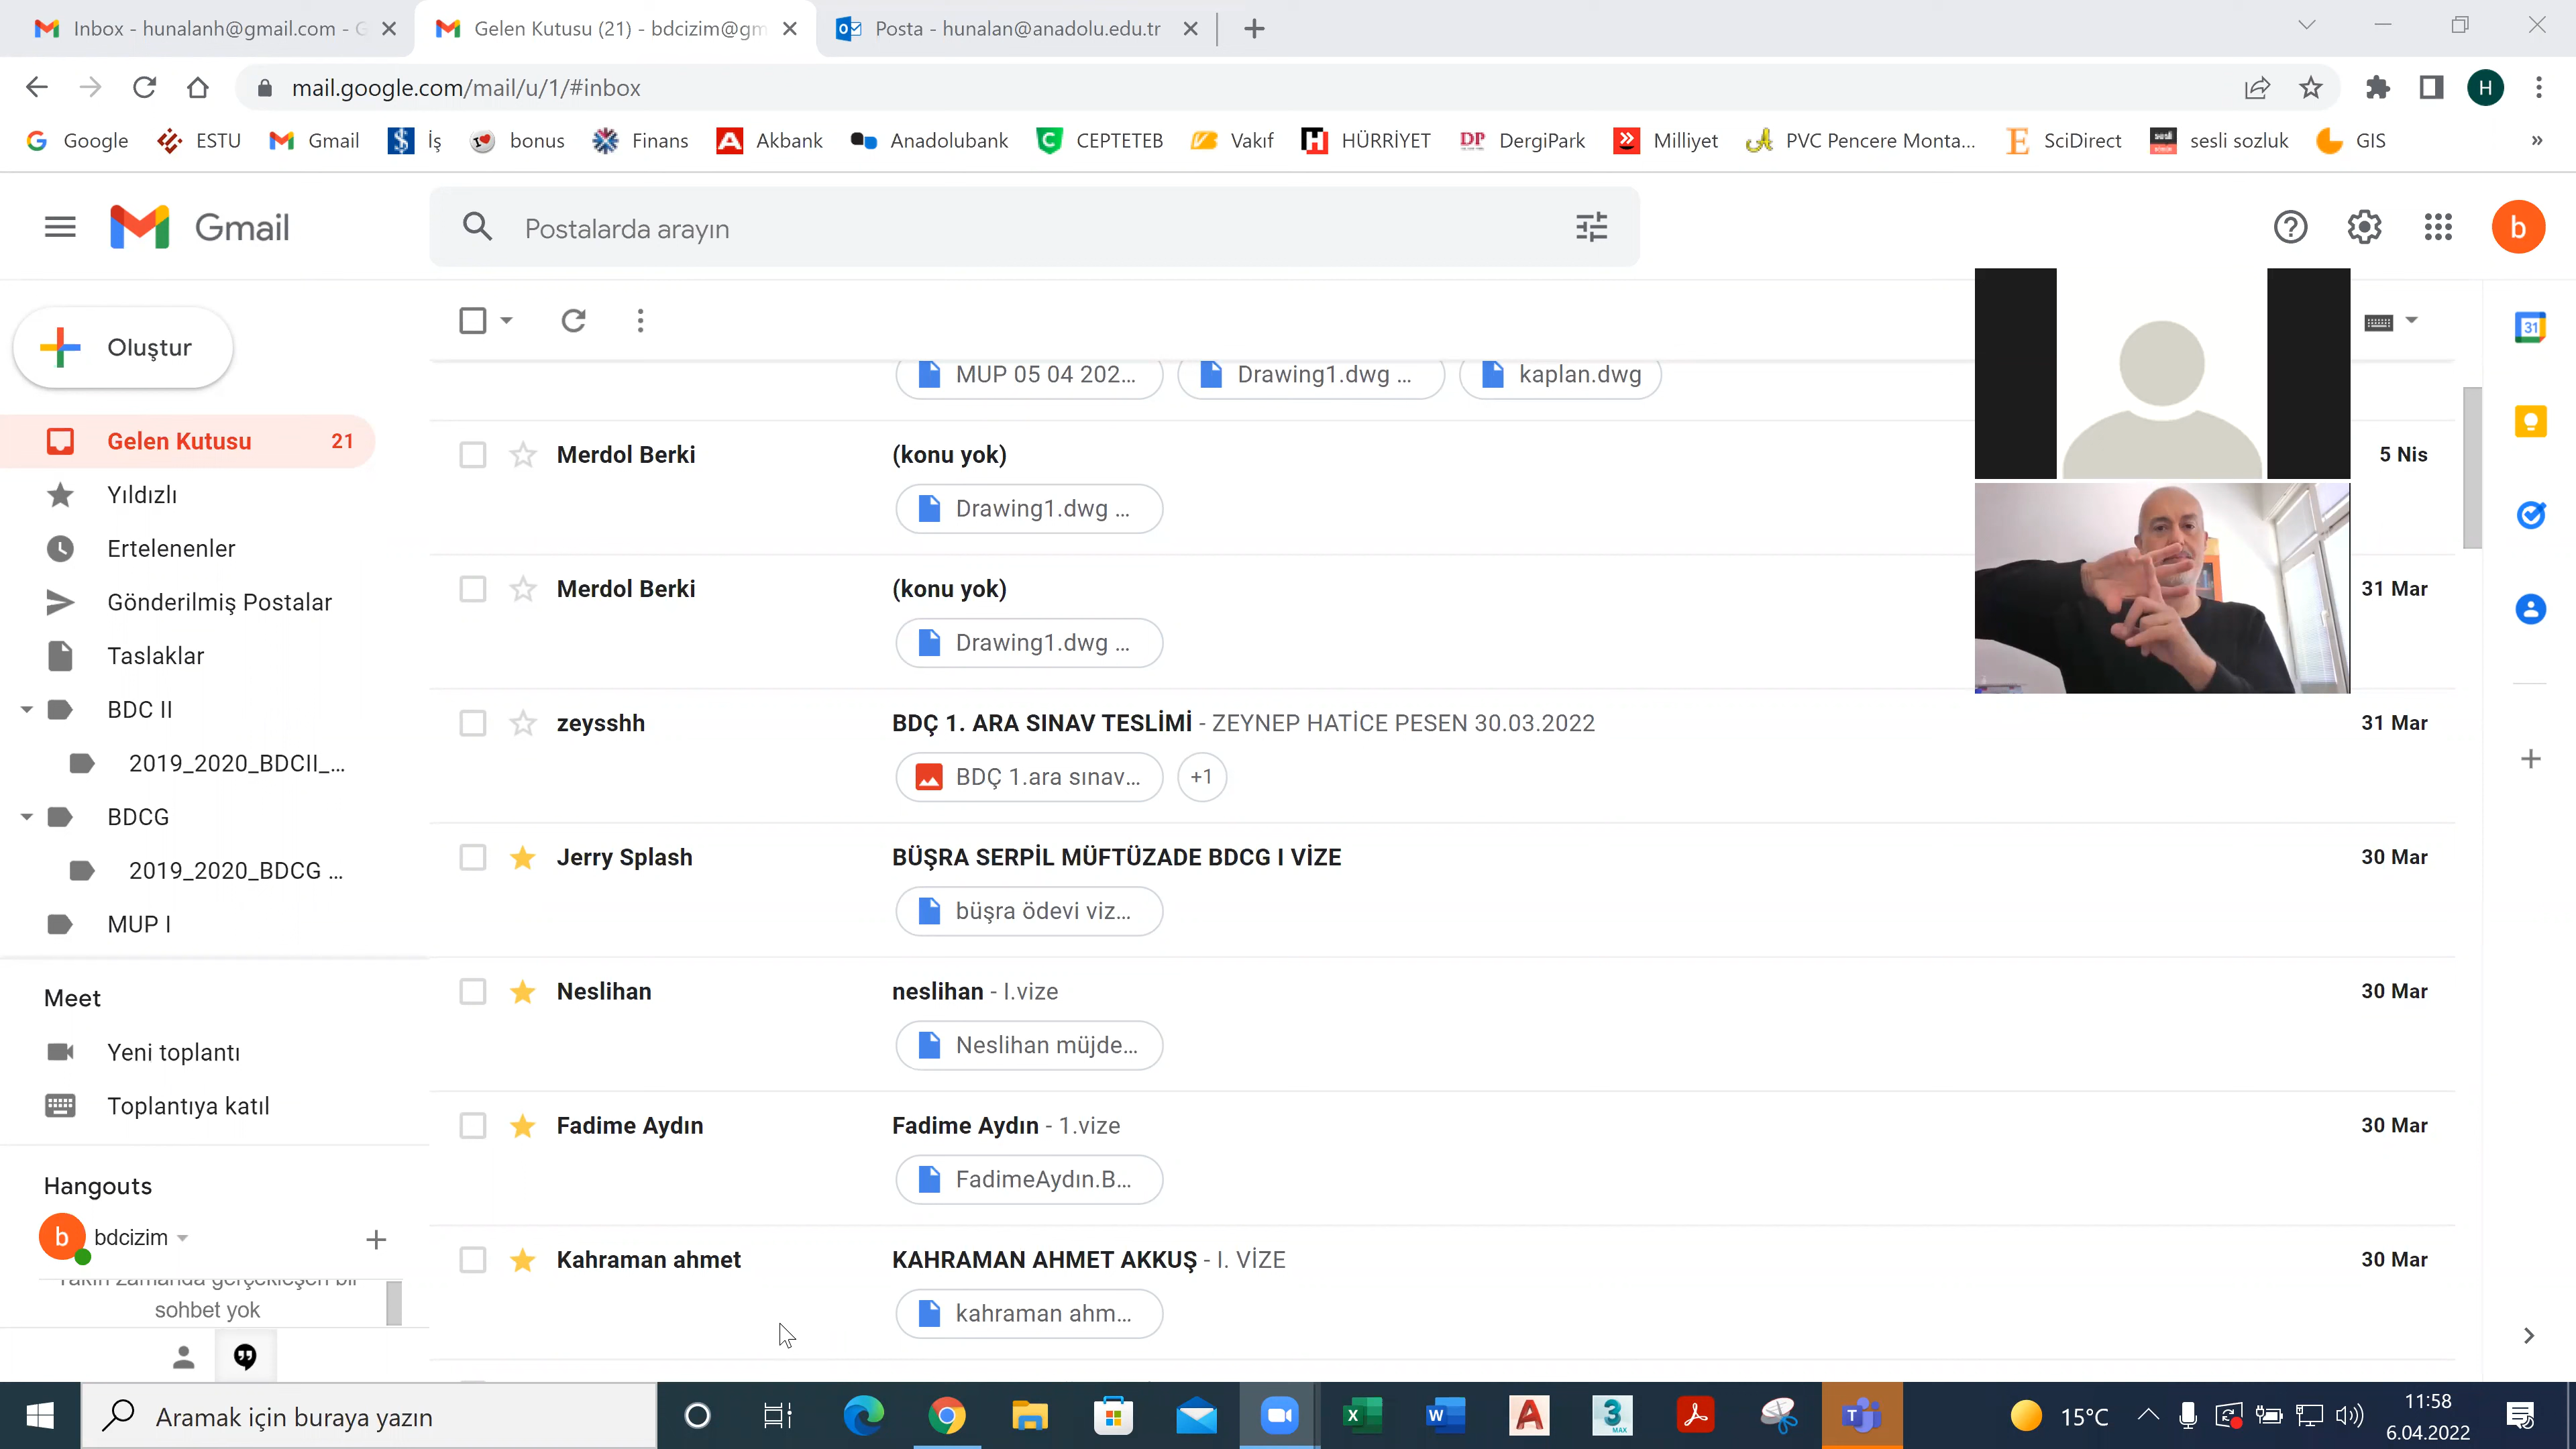 Inbox - hunalanh@gmail.com - G
Gelen Kutusu (21) - bdcizim@gm
Posta - hunalan@anadolu.edu.tr
mail.google.com/mail/u/1/#inbox
H
Google
ESTU
Gmail
İş
bonus
Finans
Akbank
Anadolubank
CEPTETEB
Vakıf
HÜRRİYET
DergiPark
Milliyet
PVC Pencere Monta...
SciDirect
sesli sozluk
GIS
»
Gmail
Postalarda arayın
b
Oluştur
Gelen Kutusu 21
Yıldızlı
Ertelenenler
Gönderilmiş Postalar
Taslaklar
BDC II
2019_2020_BDCII_...
BDCG
2019_2020_BDCG ...
MUP I
Meet
Yeni toplantı
Toplantıya katıl
Hangouts
b bdcizim
Yakın zamanda gerçekleşen bir
sohbet yok
MUP 05 04 202... Drawing1.dwg ... kaplan.dwg
Merdol Berki (konu yok) 5 Nis
Drawing1.dwg ...
Merdol Berki (konu yok) 31 Mar
Drawing1.dwg ...
zeysshh BDÇ 1. ARA SINAV TESLİMİ - ZEYNEP HATİCE PESEN 30.03.2022 31 Mar
BDÇ 1.ara sınav... +1
Jerry Splash BÜŞRA SERPİL MÜFTÜZADE BDCG I VİZE 30 Mar
büşra ödevi viz...
Neslihan neslihan - I.vize 30 Mar
Neslihan müjde...
Fadime Aydın Fadime Aydın - 1.vize 30 Mar
FadimeAydın.B...
Kahraman ahmet KAHRAMAN AHMET AKKUŞ - I. VİZE 30 Mar
kahraman ahm...
31
Aramak için buraya yazın
15°C
11:58
6.04.2022